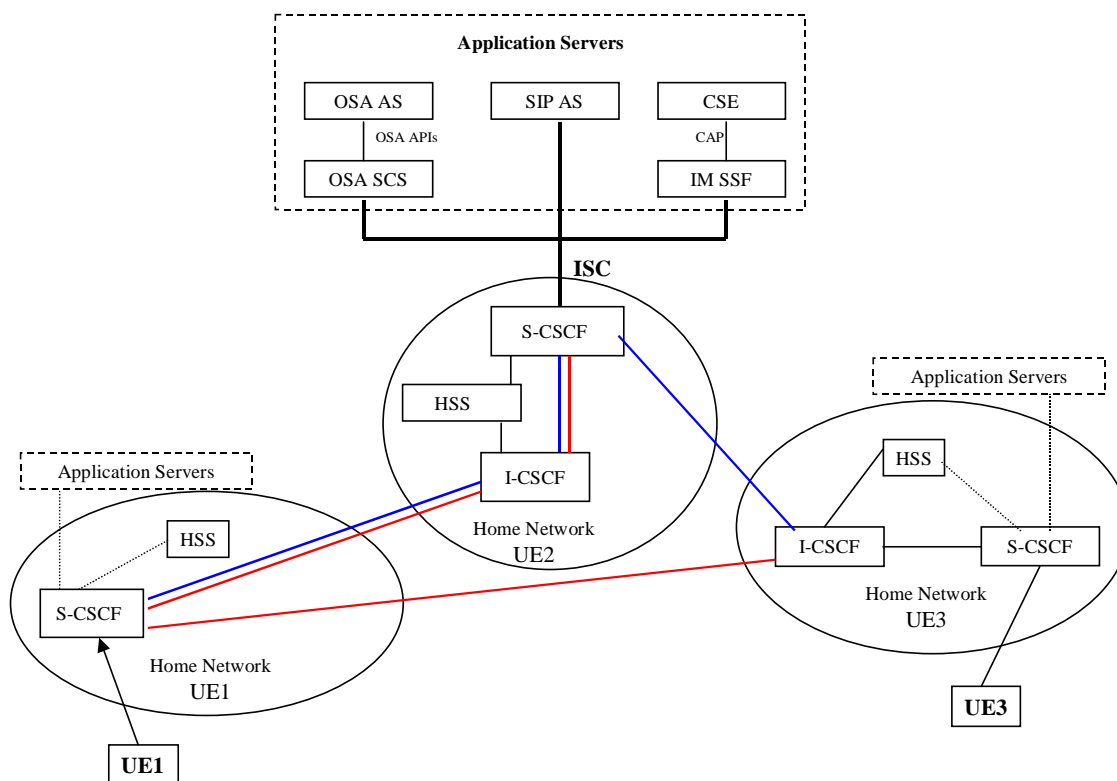 Application Servers
OSA AS
SIP AS
CSE
OSA APIs
CAP
OSA SCS
IM SSF
ISC
S-CSCF
HSS
I-CSCF
Home Network
UE2
Application Servers
HSS
I-CSCF
S-CSCF
Home Network
UE3
UE3
Application Servers
HSS
S-CSCF
Home Network
UE1
UE1